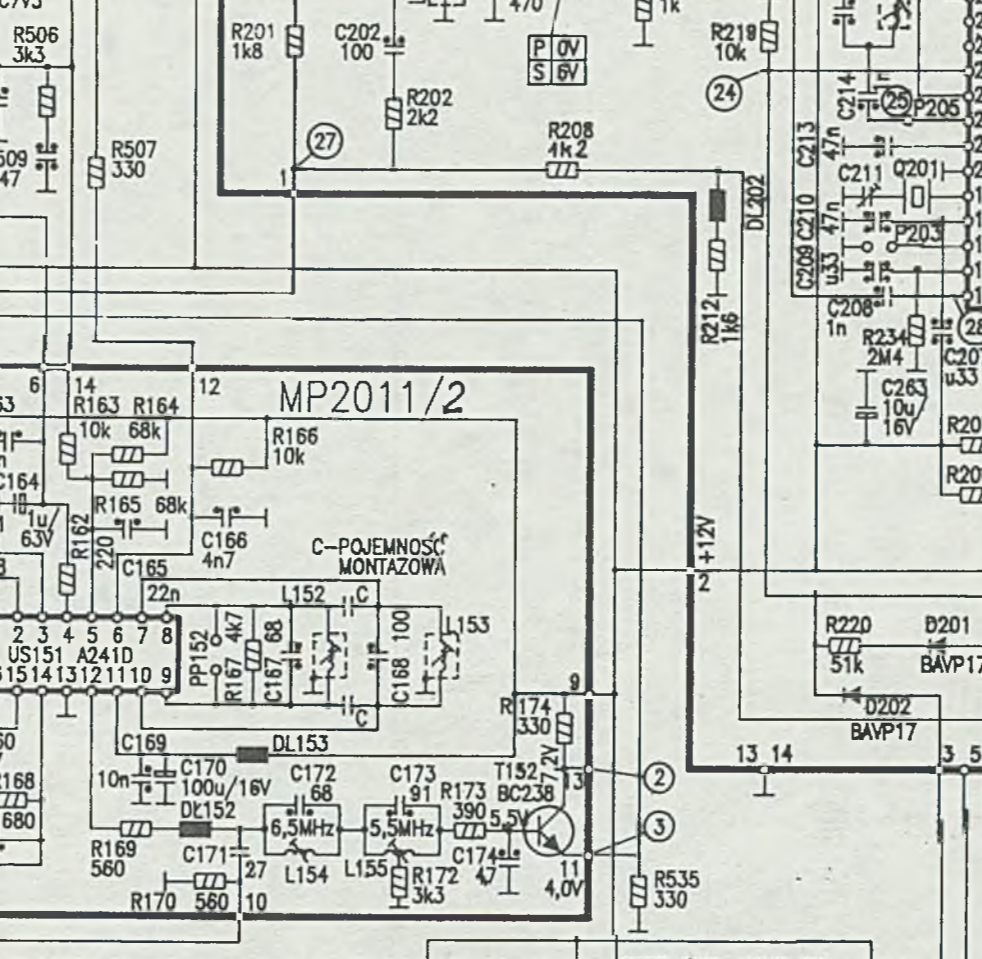 R506
3k3
R507
330
R201
1k8
C202
100
R202
2k2
470
P 0V
S 6V
1k
R208
4k2
R219
10k
24
27
1
DL202
R212
1k6
C214
25
P205
C213
47n
C211
Q201
C210
47n
P203
C209
u33
C208
1n
R234
2M4
u33
C263
10u/
16V
28
6
14
12
MP2011/2
R163
10k
R164
68k
R166
10k
C164
1u/
63V
R162
R165
68k
220
C165
22n
C166
4n7
C-POJEMNOŚĆ
MONTAZOWA
+12V
2
2 3 4 5 6 7 8
US151 A241D
15 14 13 12 11 10 9
PP152
R167
4k7
C167
68
L152
C
C
C168
100
L153
R220
51k
D201
BAVP17
D202
BAVP17
9
R174
330
7,2V
13
T152
BC238
2
3
13 14
3
C169
10n
C170
100u/16V
DL153
DŁ152
C172
68
6,5MHz
L154
C173
91
5,5MHz
L155
R173
390
5,5V
C174
47
11
4,0V
R172
3k3
R168
680
R169
560
C171
27
R170
560
10
R535
330